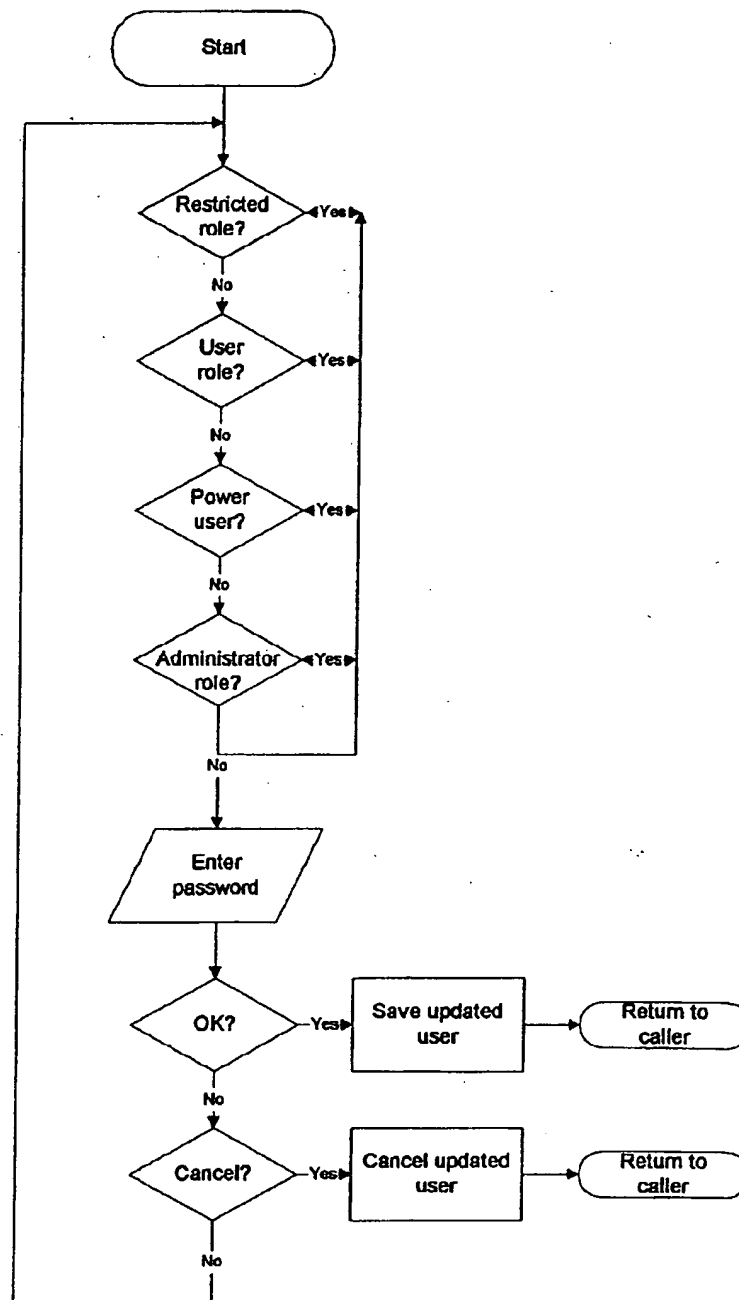 Start
Restricted
role?
Yes
No
User
role?
Yes
No
Power
user?
Yes
No
Administrator
role?
Yes
No
Enter
password
OK?
Yes
Save updated
user
Return to
caller
No
Cancel?
Yes
Cancel updated
user
Return to
caller
No